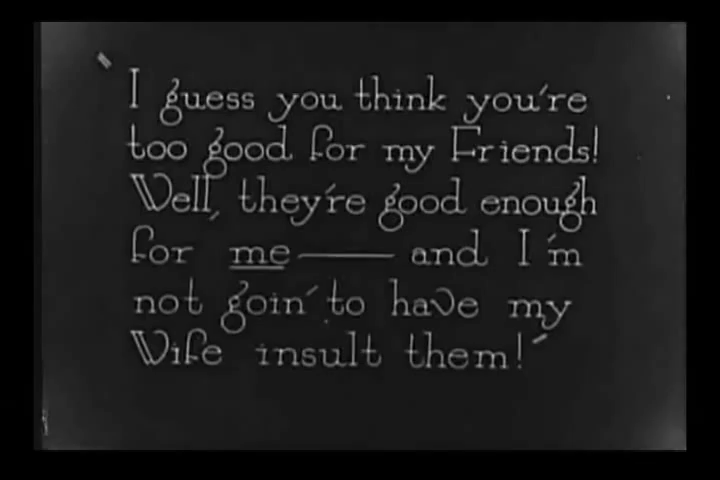 "I guess you think you're
too good for my Friends!
Well, they're good enough
for me — and I'm
not goin' to have my
Wife insult them!"